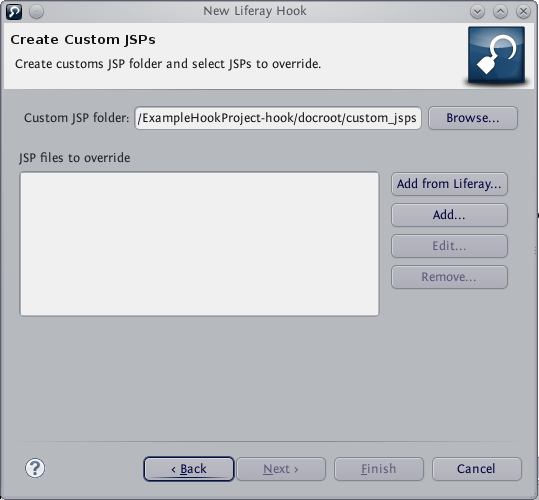 New Liferay Hook
Create Custom JSPs
Create customs JSP folder and select JSPs to override.
Custom JSP folder: /ExampleHookProject-hook/docroot/custom_jsps Browse...
JSP files to override
Add from Liferay...
Add...
Edit...
Remove...
? < Back Next > Finish Cancel